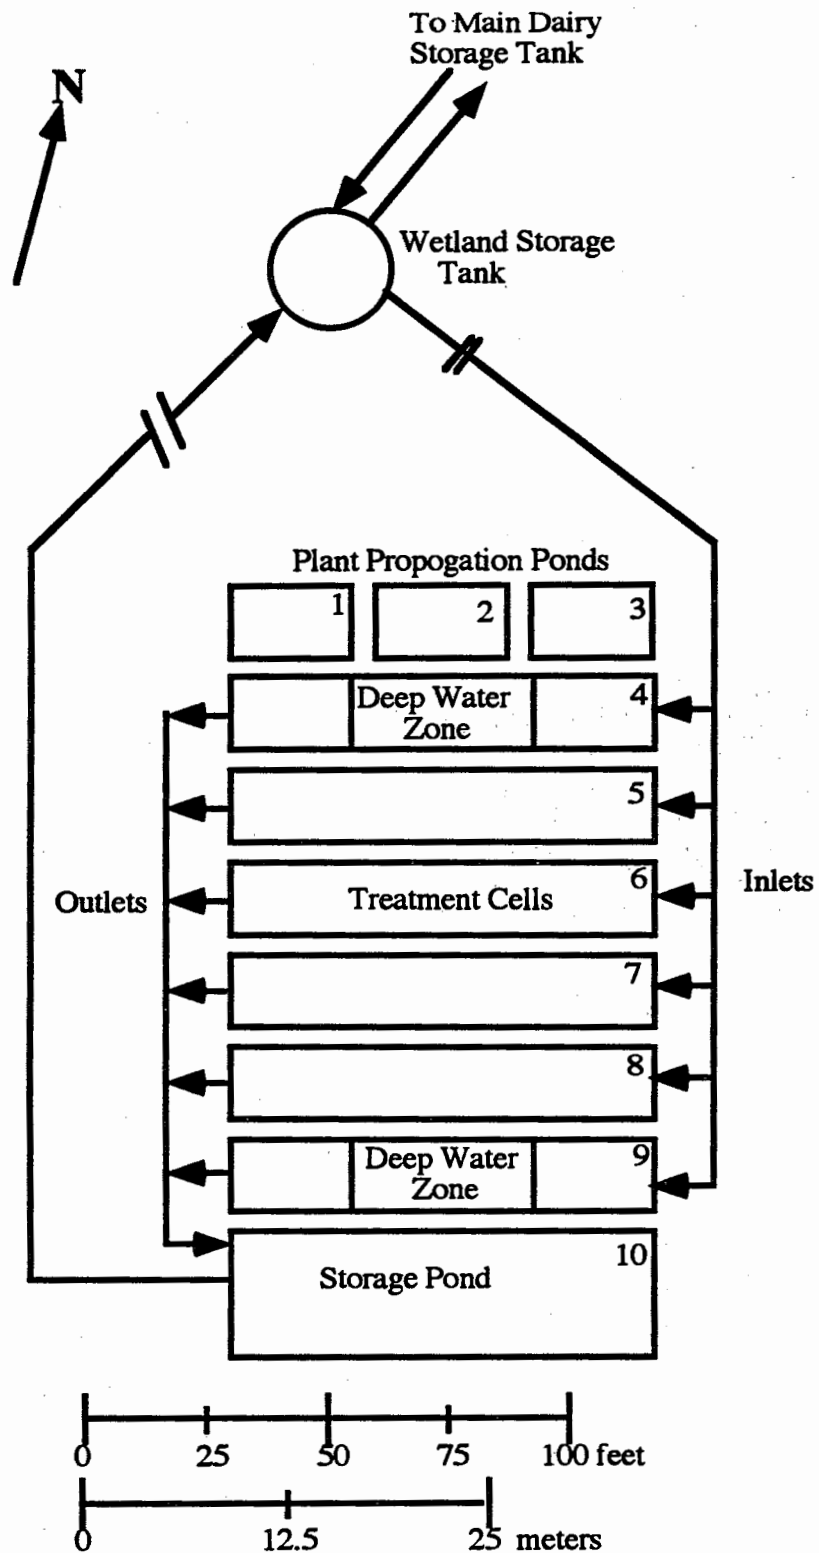 To Main Dairy
Storage Tank
N
Wetland Storage
Tank
Plant Propogation Ponds
1
2
3
Deep Water
Zone
4
5
Outlets
Treatment Cells
6
Inlets
7
8
Deep Water
Zone
9
Storage Pond
10
0 25 50 75 100 feet
0 12.5 25 meters